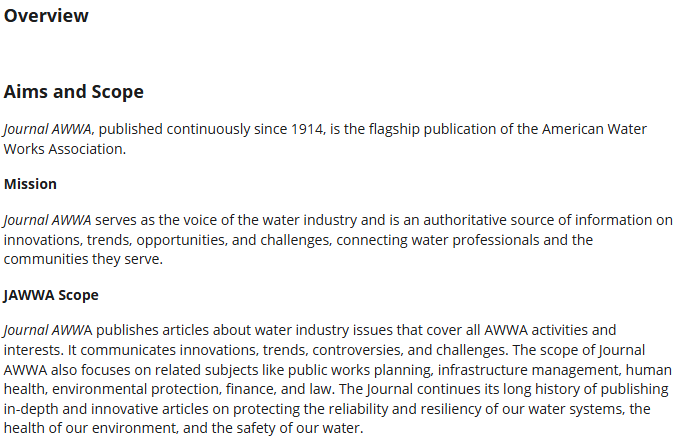 Overview
Aims and Scope
Journal AWWA, published continuously since 1914, is the flagship publication of the American Water
Works Association.
Mission
Journal AWWA serves as the voice of the water industry and is an authoritative source of information on
innovations, trends, opportunities, and challenges, connecting water professionals and the
communities they serve.
JAWWA Scope
Journal AWWA publishes articles about water industry issues that cover all AWWA activities and
interests. It communicates innovations, trends, controversies, and challenges. The scope of Journal
AWWA also focuses on related subjects like public works planning, infrastructure management, human
health, environmental protection, finance, and law. The Journal continues its long history of publishing
in-depth and innovative articles on protecting the reliability and resiliency of our water systems, the
health of our environment, and the safety of our water.